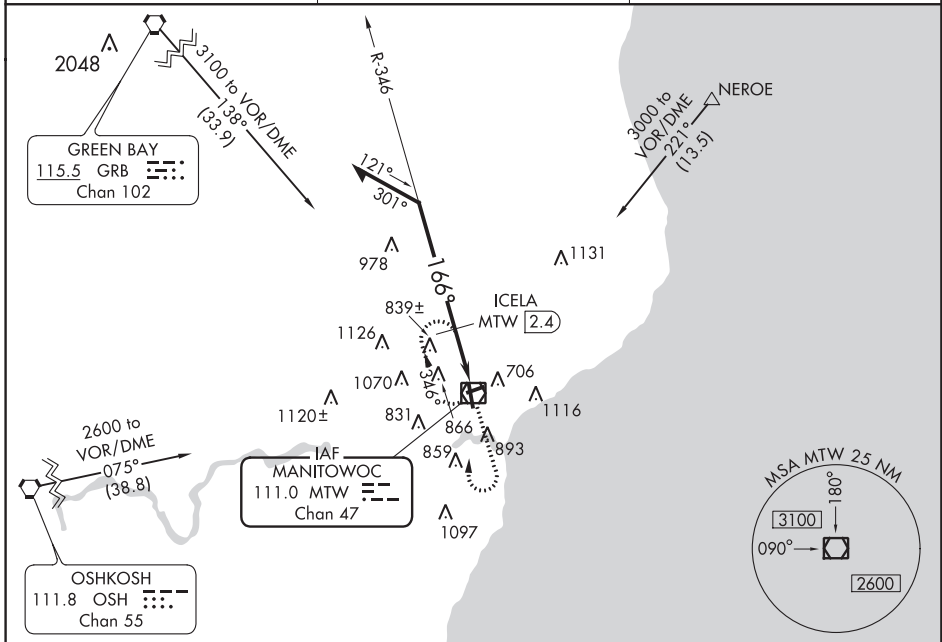 2048
3100 to VOR/DME
138°
(33.9)
GREEN BAY
115.5 GRB
Chan 102
R-346
NEROE
3000 to
VOR/DME
221°
(13.5)
121°
301°
978
166°
1131
ICELA
MTW 2.4
839±
1126
346°
1070
706
1120±
831
866
1116
893
859
2600 to
VOR/DME
075°
(38.8)
IAF
MANITOWOC
111.0 MTW
Chan 47
1097
OSHKOSH
111.8 OSH
Chan 55
MSA MTW 25 NM
180°
3100
090°
2600